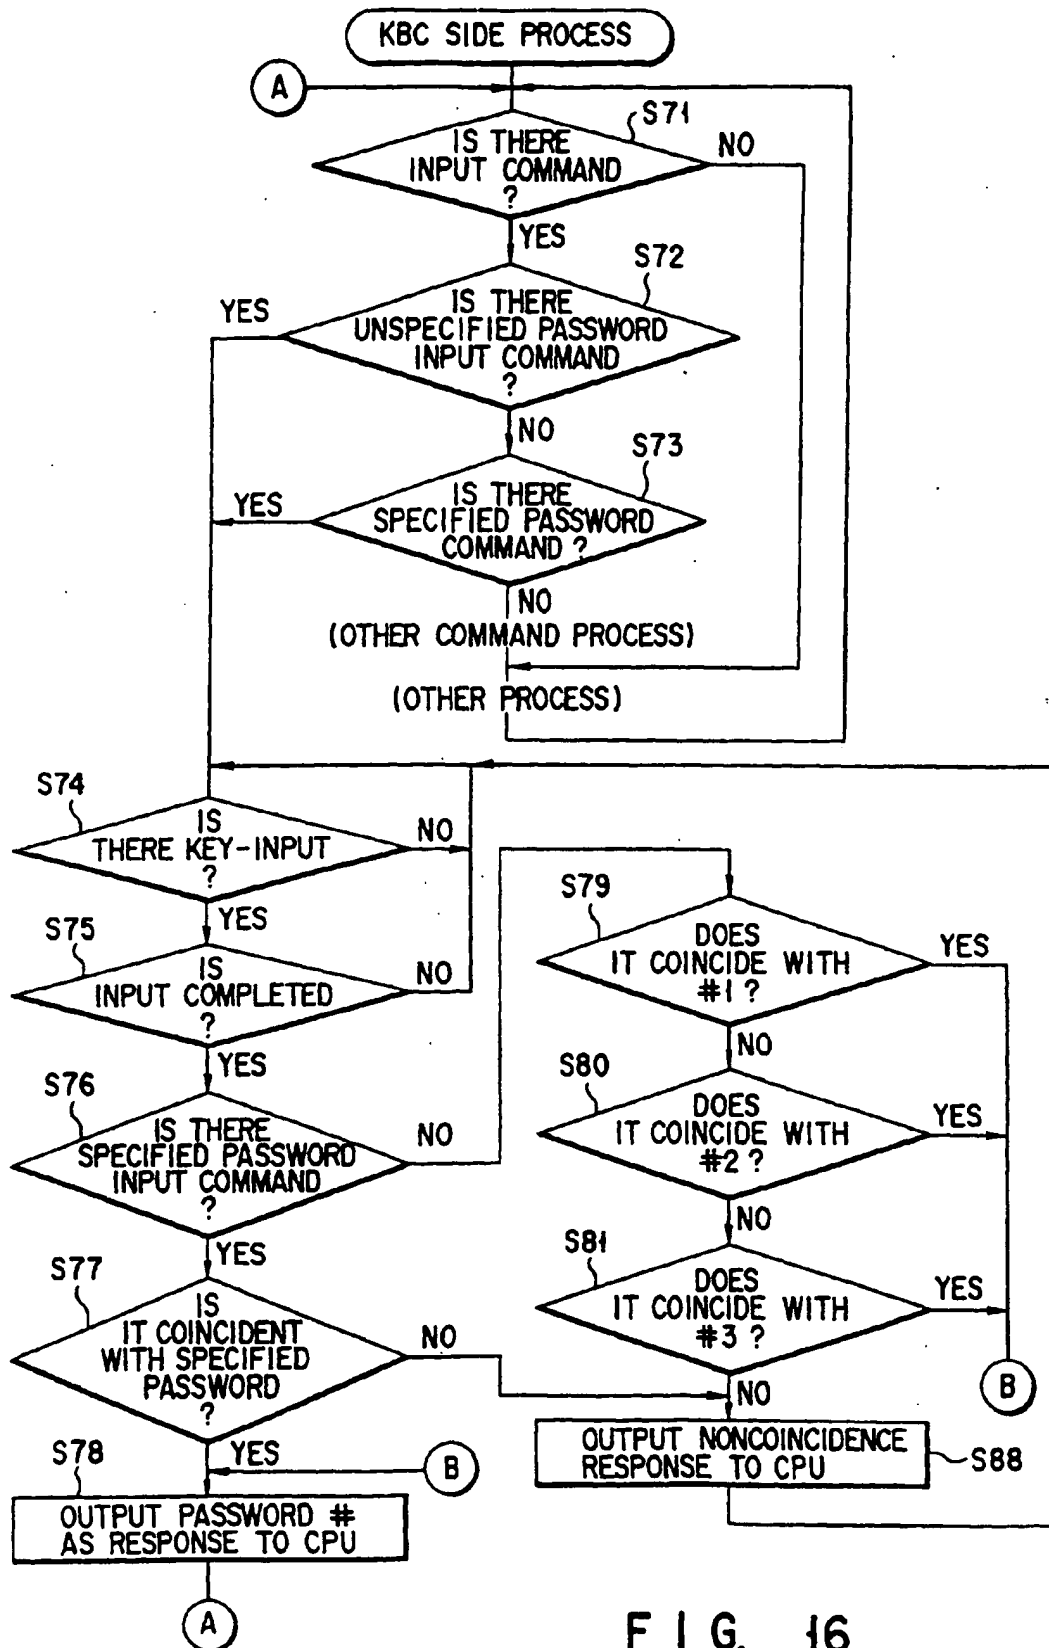 KBC SIDE PROCESS
A
S71
IS THERE
INPUT COMMAND
?
NO
YES
S72
IS THERE
UNSPECIFIED PASSWORD
INPUT COMMAND
?
YES
NO
S73
IS THERE
SPECIFIED PASSWORD
COMMAND ?
YES
NO
(OTHER COMMAND PROCESS)
(OTHER PROCESS)
S74
IS
THERE KEY-INPUT
?
NO
YES
S75
IS
INPUT COMPLETED
?
NO
YES
S76
IS THERE
SPECIFIED PASSWORD
INPUT COMMAND
?
NO
YES
S77
IS
IT COINCIDENT
WITH SPECIFIED
PASSWORD
?
NO
YES
B
S78
OUTPUT PASSWORD #
AS RESPONSE TO CPU
A
S79
DOES
IT COINCIDE WITH
#1 ?
YES
NO
S80
DOES
IT COINCIDE WITH
#2 ?
YES
NO
S81
DOES
IT COINCIDE WITH
#3 ?
YES
NO
B
OUTPUT NONCOINCIDENCE
RESPONSE TO CPU
S88
FIG. 16